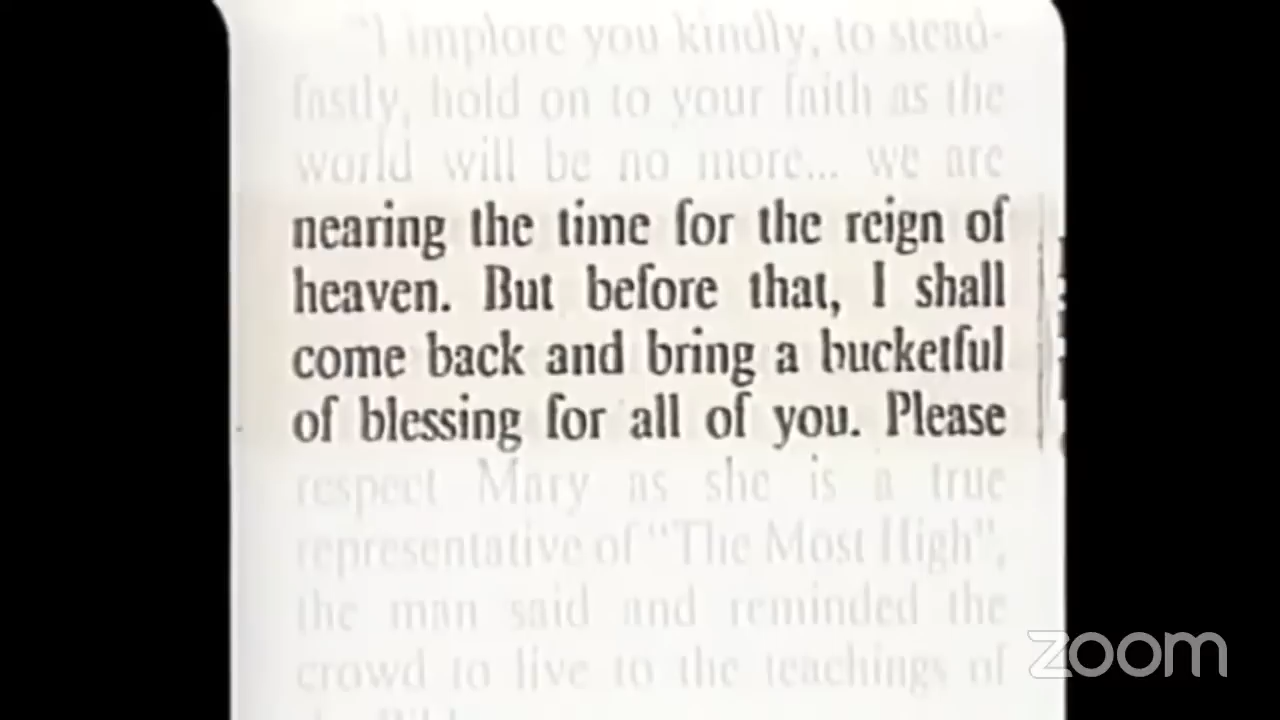 "I implore you kindly, to stead-
fastly, hold on to your faith as the
world will be no more... we are
nearing the time for the reign of
heaven. But before that, I shall
come back and bring a bucketful
of blessing for all of you. Please
respect Mary as she is a true
representative of "The Most High",
the man said and reminded the
crowd to live to the teachings of
zoom